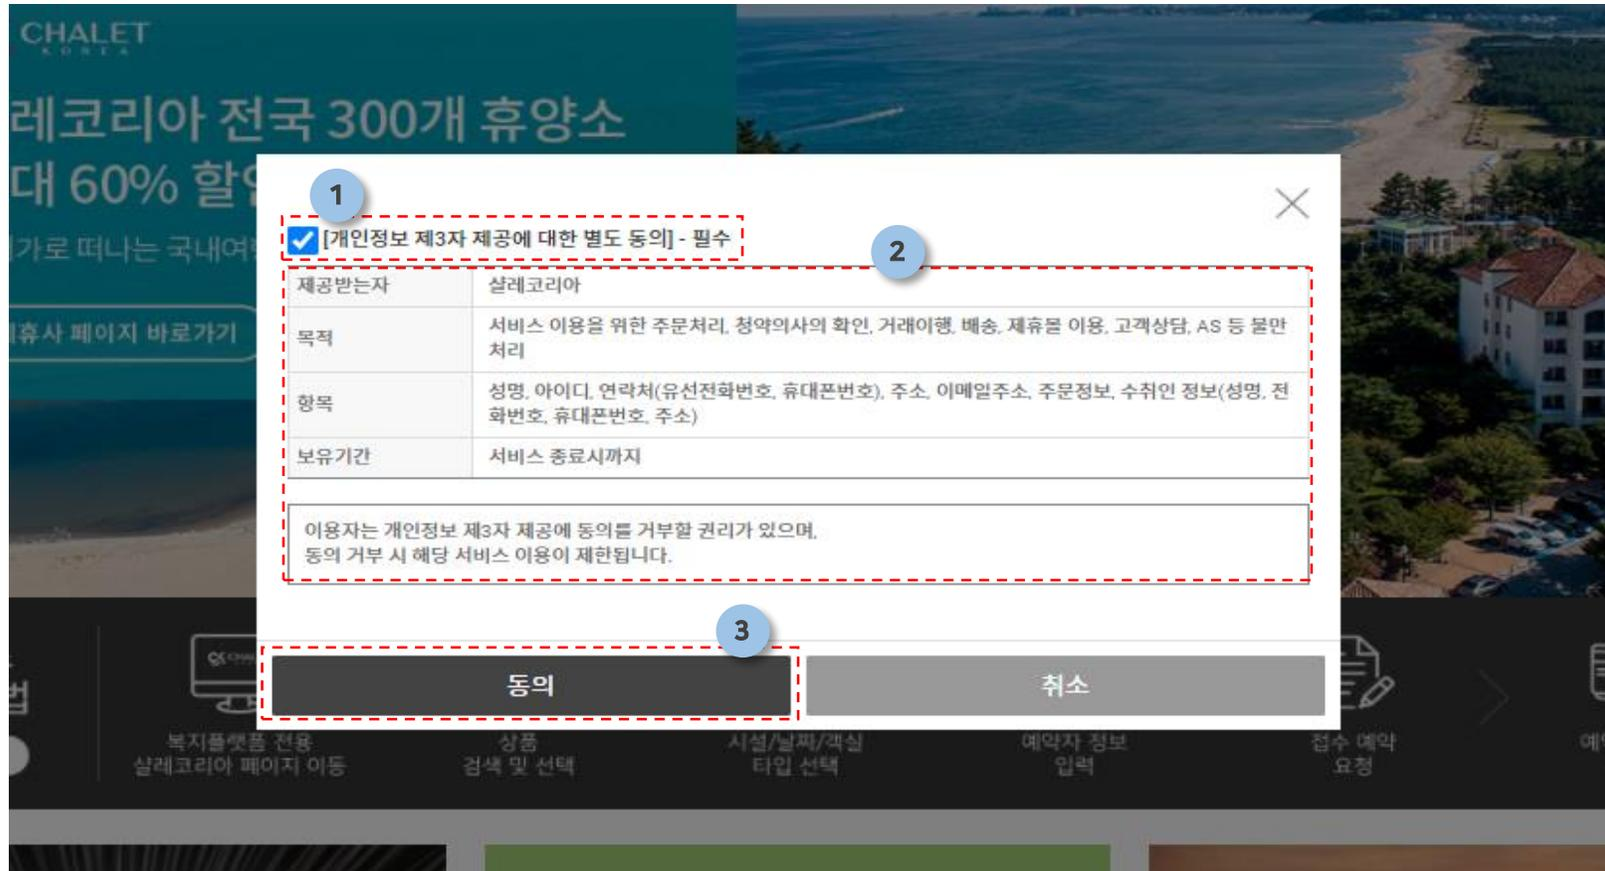 CHALET
KOREA
레코리아 전국 300개 휴양소
대 60% 할인
가로 떠나는 국내여
휴사 페이지 바로가기
1
[개인정보 제3자 제공에 대한 별도 동의] - 필수
2
제공받는자 샬레코리아
목적 서비스 이용을 위한 주문처리, 청약의사의 확인, 거래이행, 배송, 제휴몰 이용, 고객상담, AS 등 불만
처리
항목 성명, 아이디, 연락처(유선전화번호, 휴대폰번호), 주소, 이메일주소, 주문정보, 수취인 정보(성명, 전
화번호, 휴대폰번호, 주소)
보유기간 서비스 종료시까지
이용자는 개인정보 제3자 제공에 동의를 거부할 권리가 있으며,
동의 거부 시 해당 서비스 이용이 제한됩니다.
3
동의 취소
법
복지플랫폼 전용
샬레코리아 페이지 이동
상품
검색 및 선택
시설/날짜/객실
타입 선택
예약자 정보
입력
접수 예약
요청